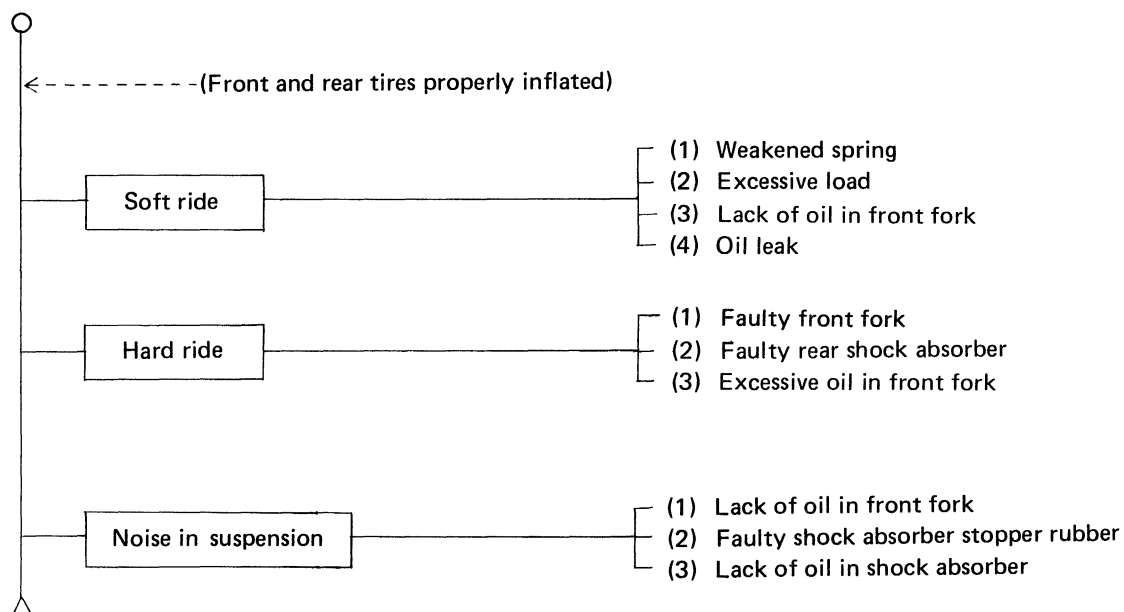 (Front and rear tires properly inflated)
Soft ride
(1) Weakened spring
(2) Excessive load
(3) Lack of oil in front fork
(4) Oil leak
Hard ride
(1) Faulty front fork
(2) Faulty rear shock absorber
(3) Excessive oil in front fork
Noise in suspension
(1) Lack of oil in front fork
(2) Faulty shock absorber stopper rubber
(3) Lack of oil in shock absorber